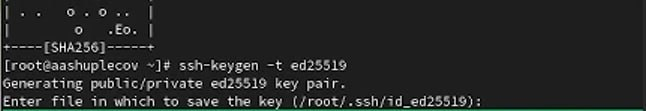 | . .   o . o ..  |
|       o   .Eo. |
+----[SHA256]-----+
[root@aashuplecov ~]# ssh-keygen -t ed25519
Generating public/private ed25519 key pair.
Enter file in which to save the key (/root/.ssh/id_ed25519):